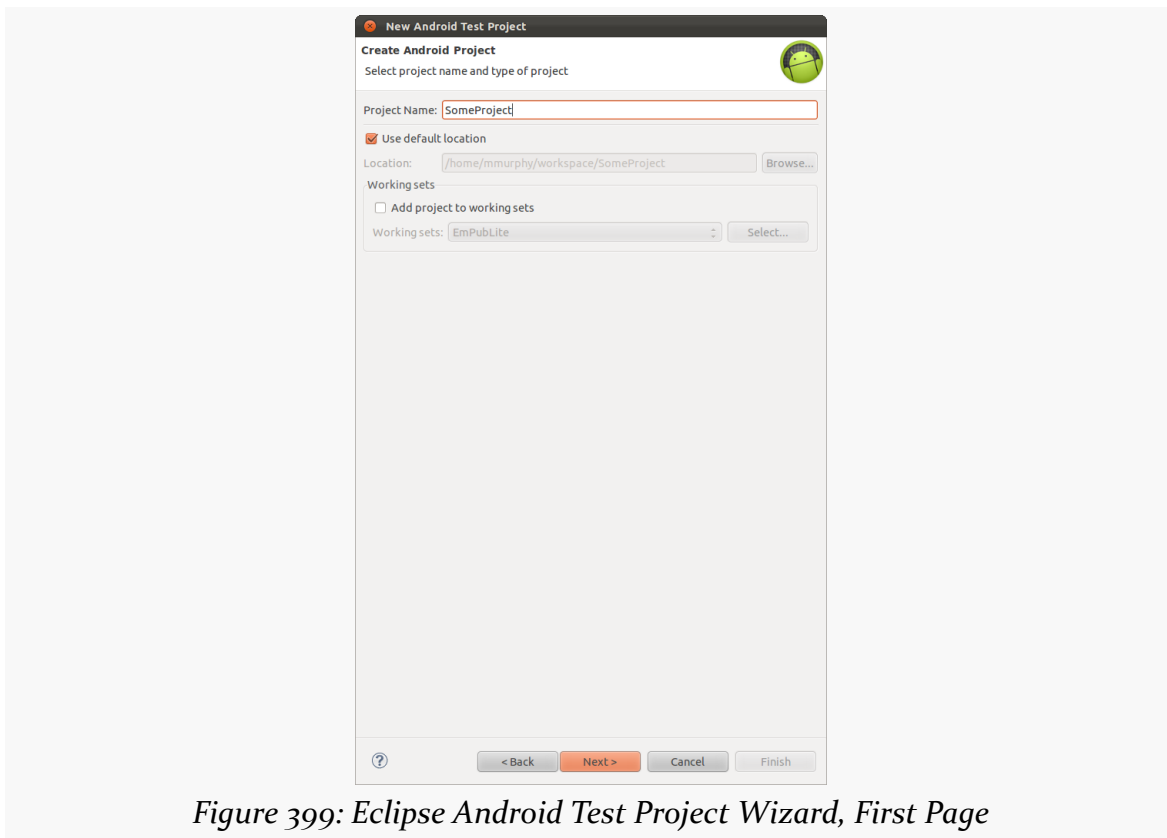 New Android Test Project
Create Android Project
Select project name and type of project
Project Name: SomeProject
Use default location
Location: /home/mmurphy/workspace/SomeProject Browse...
Working sets
Add project to working sets
Working sets: EmPubLite Select...
? < Back Next > Cancel Finish
Figure 399: Eclipse Android Test Project Wizard, First Page